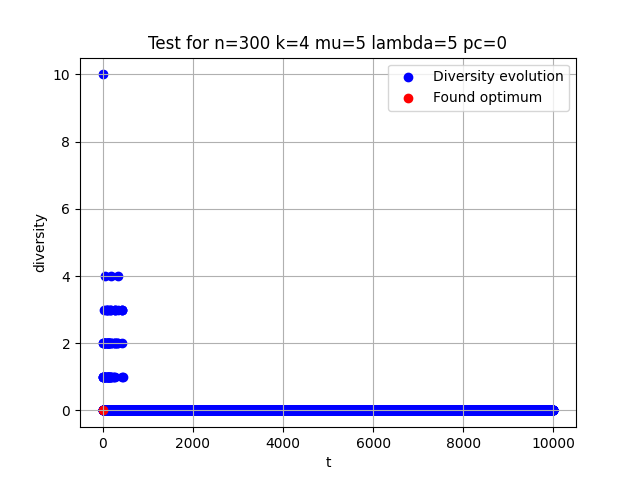 Test for n=300 k=4 mu=5 lambda=5 pc=0
Diversity evolution
Found optimum
10
8
6
4
2
0
diversity
0 2000 4000 6000 8000 10000
t